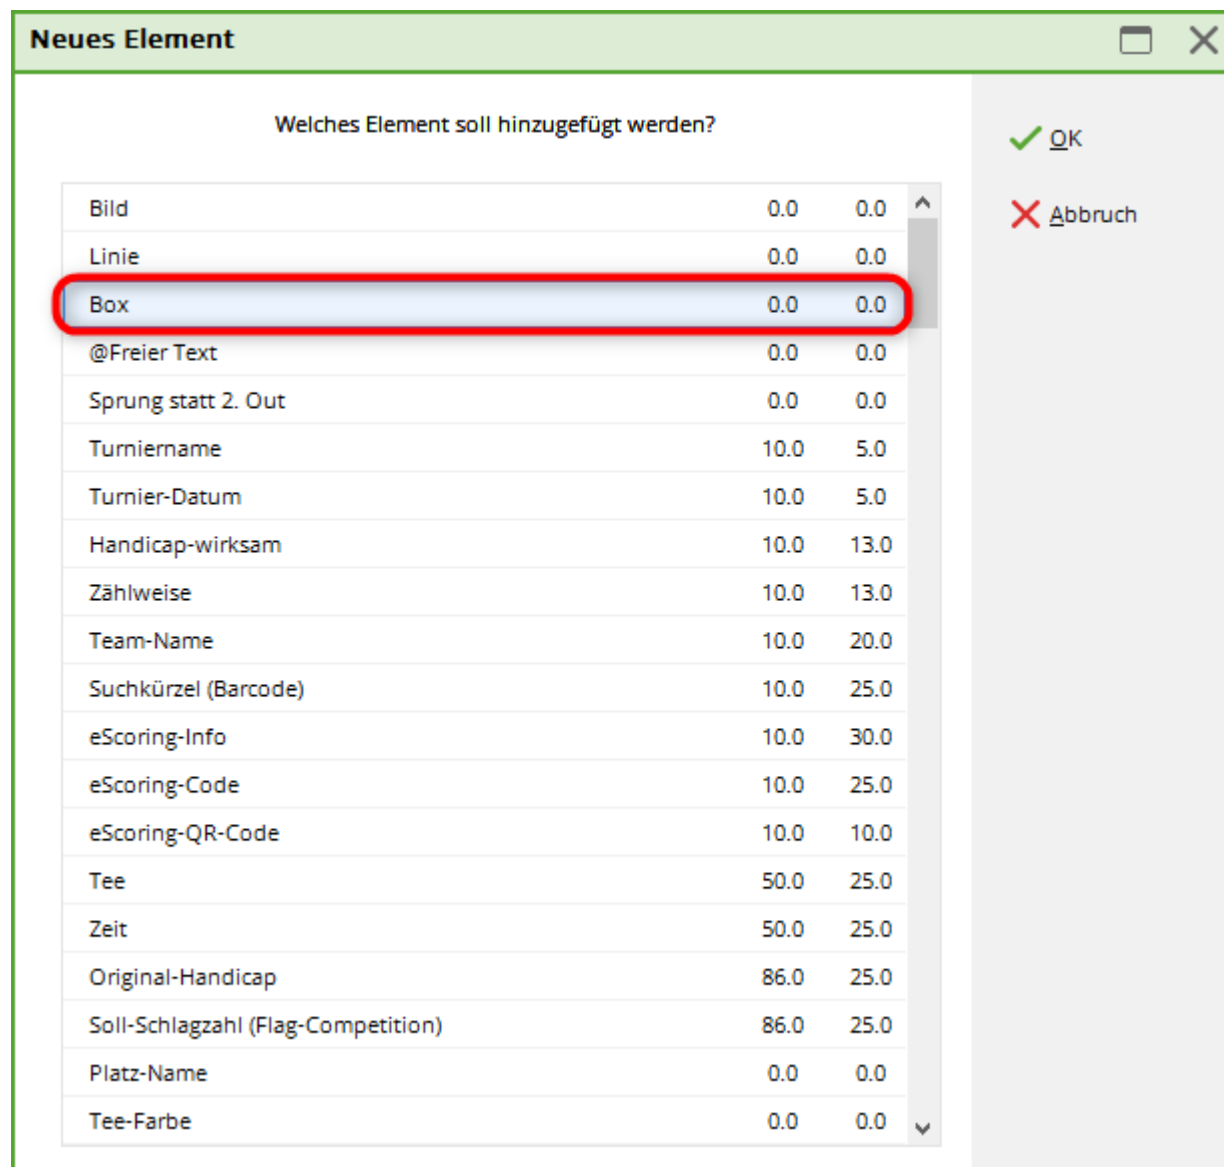 Neues Element
Welches Element soll hinzugefügt werden?
OK
Abbruch
Bild 0.0 0.0
Linie 0.0 0.0
Box 0.0 0.0
@Freier Text 0.0 0.0
Sprung statt 2. Out 0.0 0.0
Turniername 10.0 5.0
Turnier-Datum 10.0 5.0
Handicap-wirksam 10.0 13.0
Zählweise 10.0 13.0
Team-Name 10.0 20.0
Suchkürzel (Barcode) 10.0 25.0
eScoring-Info 10.0 30.0
eScoring-Code 10.0 25.0
eScoring-QR-Code 10.0 10.0
Tee 50.0 25.0
Zeit 50.0 25.0
Original-Handicap 86.0 25.0
Soll-Schlagzahl (Flag-Competition) 86.0 25.0
Platz-Name 0.0 0.0
Tee-Farbe 0.0 0.0